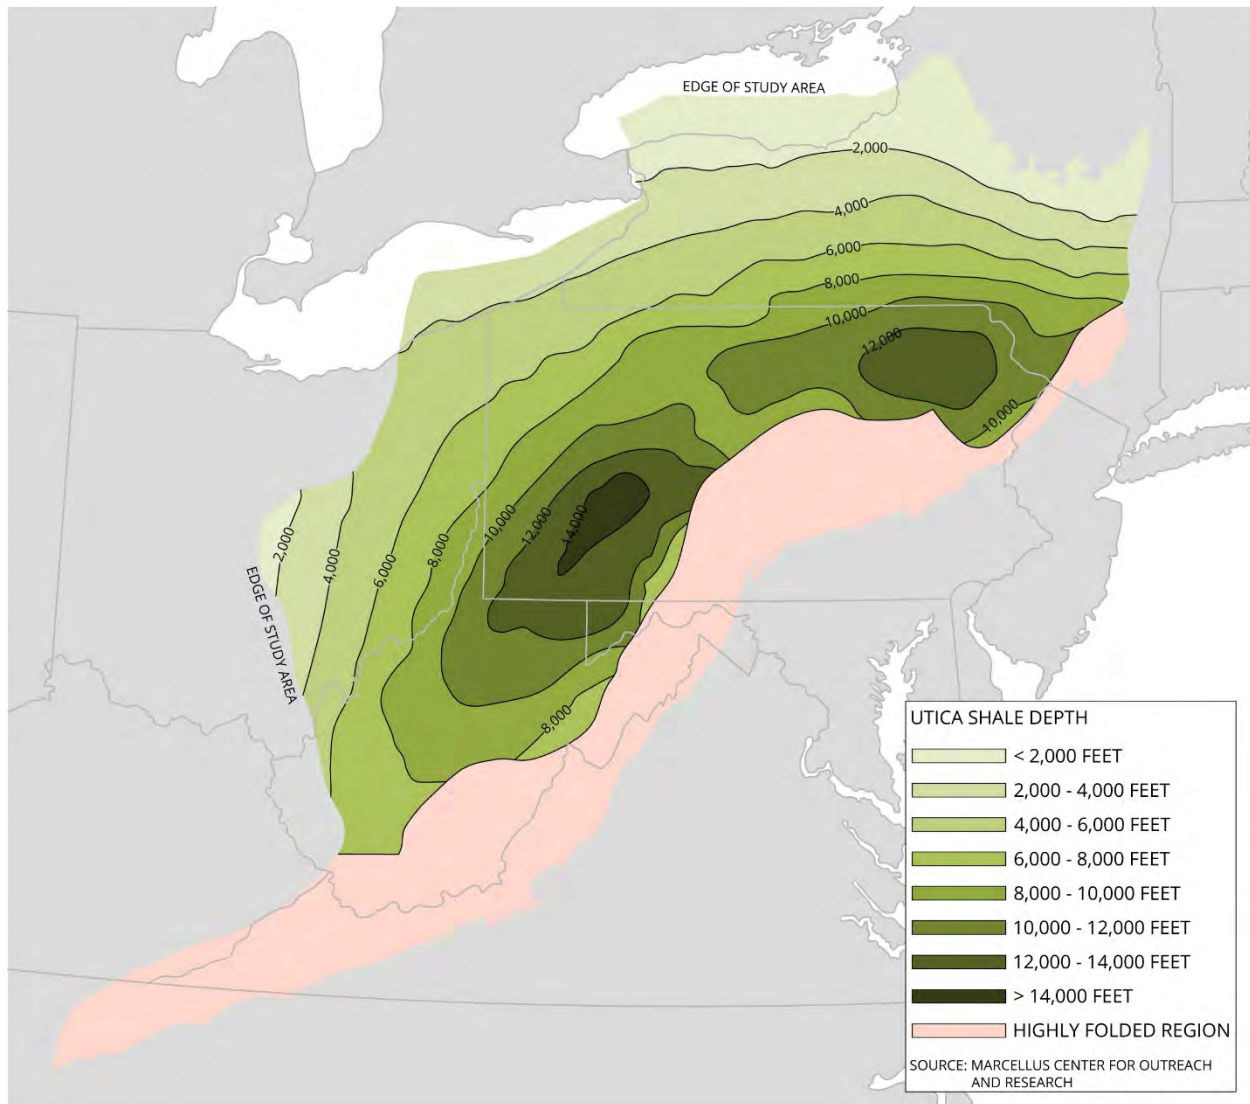 EDGE OF STUDY AREA
2,000
4,000
6,000
8,000
10,000
12,000
10,000
14,000
12,000
10,000
8,000
6,000
4,000
2,000
EDGE OF STUDY AREA
8,000
UTICA SHALE DEPTH
< 2,000 FEET
2,000 - 4,000 FEET
4,000 - 6,000 FEET
6,000 - 8,000 FEET
8,000 - 10,000 FEET
10,000 - 12,000 FEET
12,000 - 14,000 FEET
> 14,000 FEET
HIGHLY FOLDED REGION
SOURCE: MARCELLUS CENTER FOR OUTREACH
AND RESEARCH